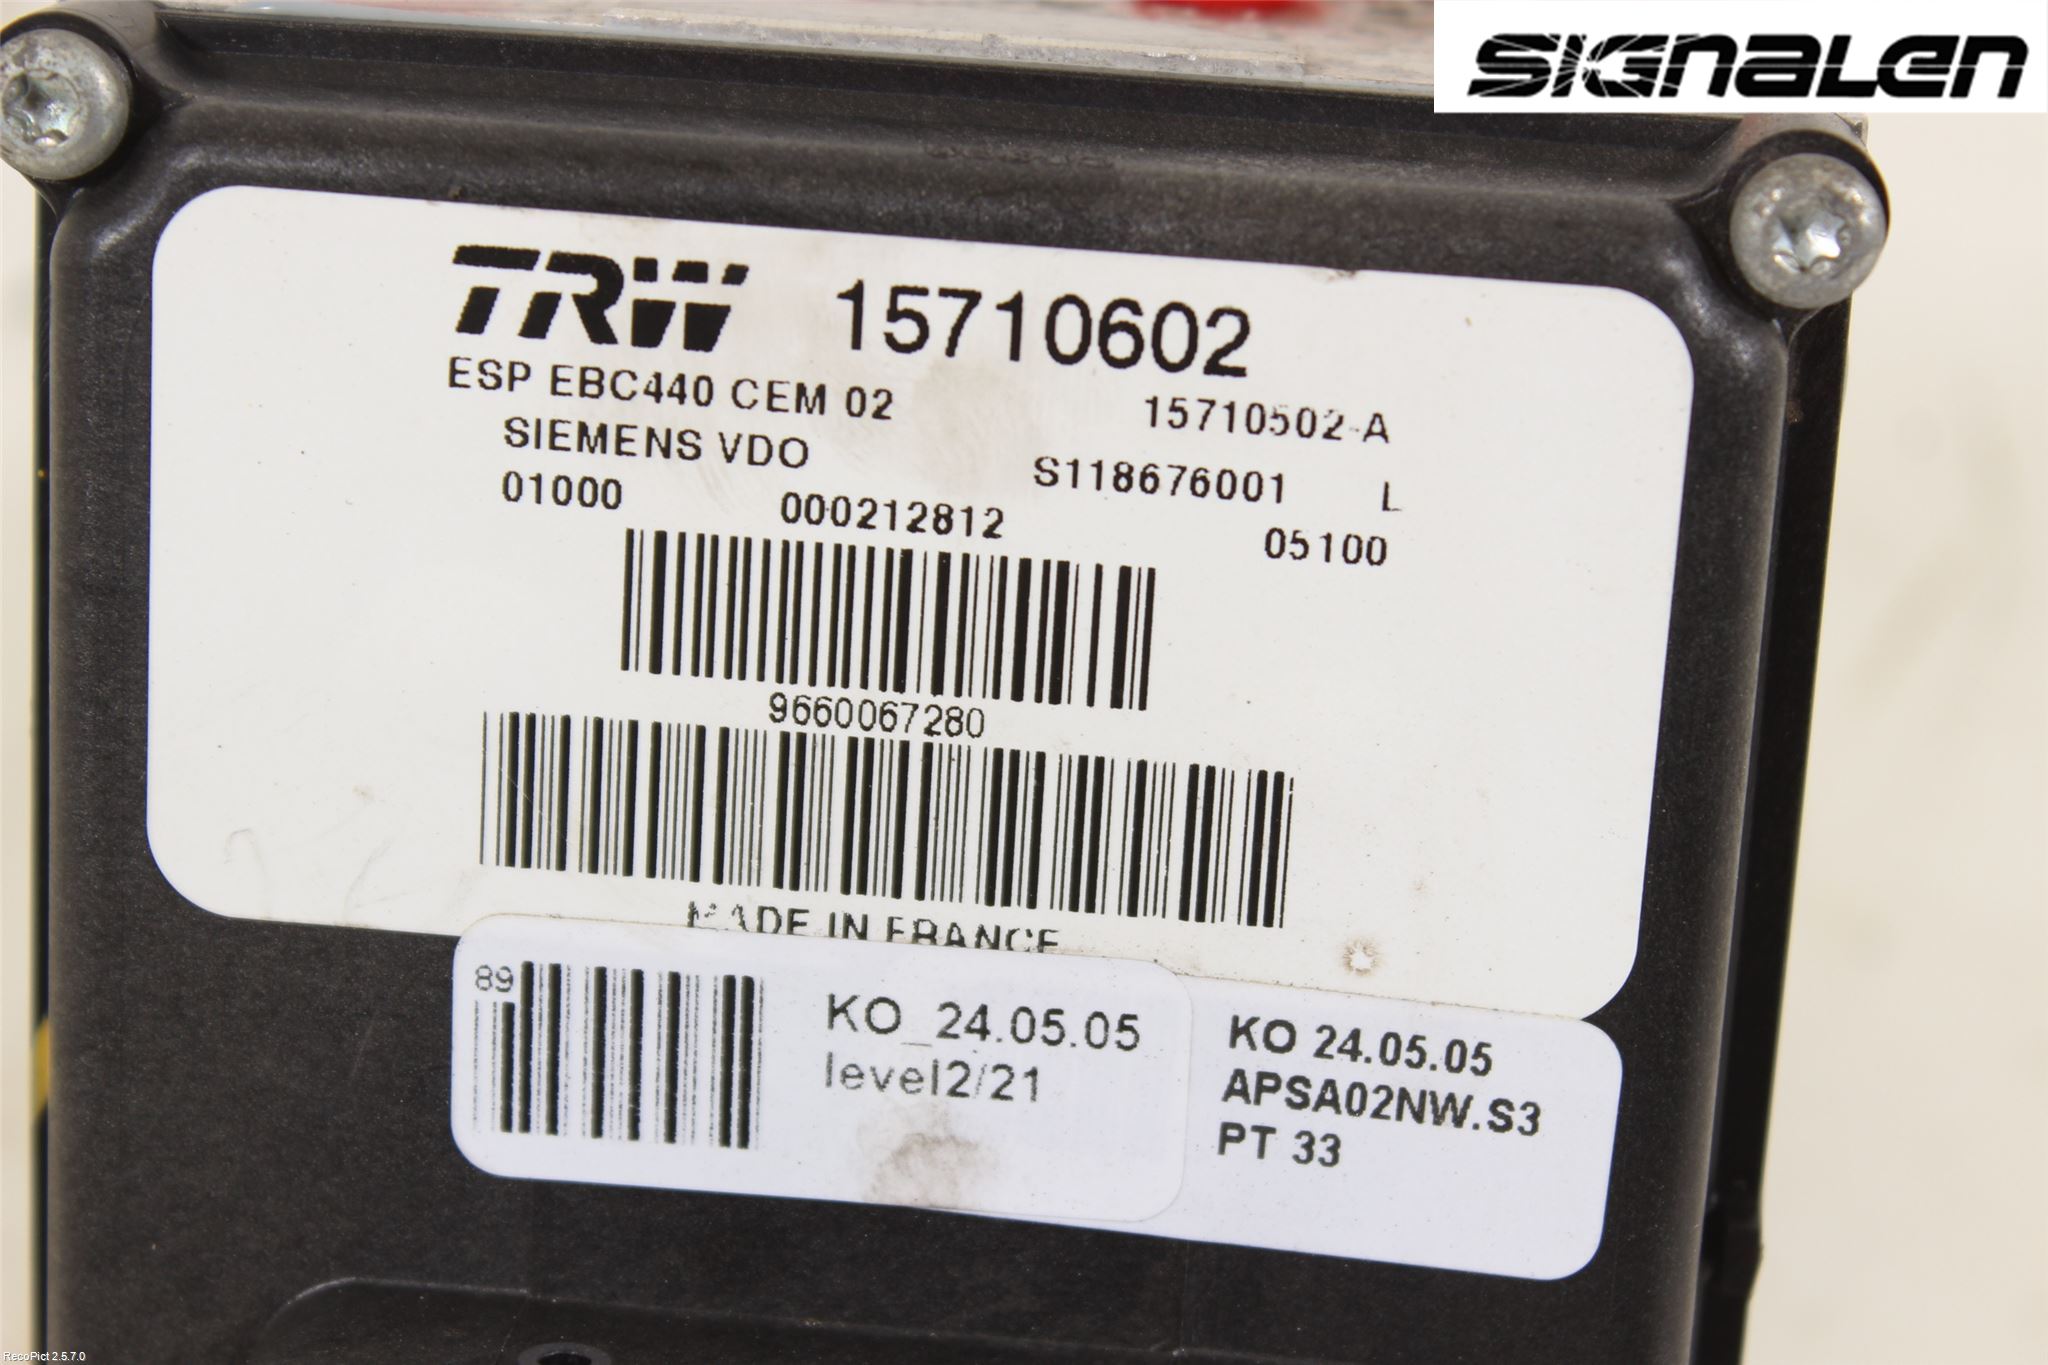 SIGNALEN
TRW 15710602
ESP EBC440 CEM 02 15710502-A
SIEMENS VDO S118676001 L
01000 000212812 05100
9660067280
MADE IN FRANCE
89
KO_24.05.05
level2/21
KO 24.05.05
APSA02NW.S3
PT 33
RecoPict 2.5.7.0